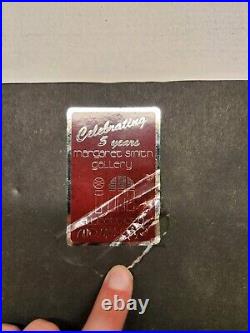 Celebrating
5 years
margaret smith
gallery